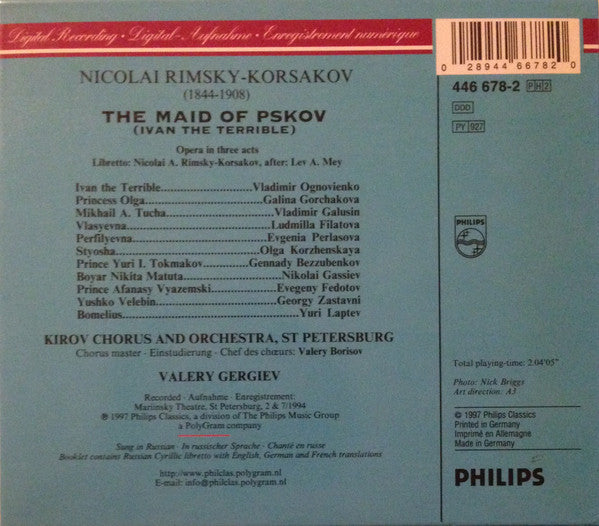 Digital Recording · Digital-Aufnahme · Enregistrement numérique
0 28944 66782 0
446 678-2 PH 2
DDD
PY 927
NICOLAI RIMSKY-KORSAKOV
(1844-1908)
THE MAID OF PSKOV
(IVAN THE TERRIBLE)
Opera in three acts
Libretto: Nicolai A. Rimsky-Korsakov, after: Lev A. Mey
Ivan the Terrible..............................Vladimir Ognovienko
Princess Olga..............................Galina Gorchakova
Mikhail A. Tucha..............................Vladimir Galusin
Vlasyevna..............................Ludmilla Filatova
Perfilyevna..............................Evgenia Perlasova
Styosha..............................Olga Korzhenskaya
Prince Yuri I. Tokmakov..............................Gennady Bezzubenkov
Boyar Nikita Matuta..............................Nikolai Gassiev
Prince Afanasy Vyazemski..............................Evegeny Fedotov
Yushko Velebin..............................Georgy Zastavni
Bomelius..............................Yuri Laptev
KIROV CHORUS AND ORCHESTRA, ST PETERSBURG
Chorus master · Einstudierung · Chef des chœurs: Valery Borisov
VALERY GERGIEV
Recorded · Aufnahme · Enregistrement:
Mariinsky Theatre, St Petersburg, 2 & 7/1994
℗ 1997 Philips Classics, a division of The Philips Music Group
a PolyGram company
Sung in Russian · In russischer Sprache · Chanté en russe
Booklet contains Russian Cyrillic libretto with English, German and French translations
http://www.philclas.polygram.nl
E-mail: info@philclas.polygram.nl
PHILIPS
Total playing-time: 2.04'05"
Photo: Nick Briggs
Art direction. A3
© 1997 Philips Classics
Printed in Germany
Imprimé en Allemagne
Made in Germany
PHILIPS